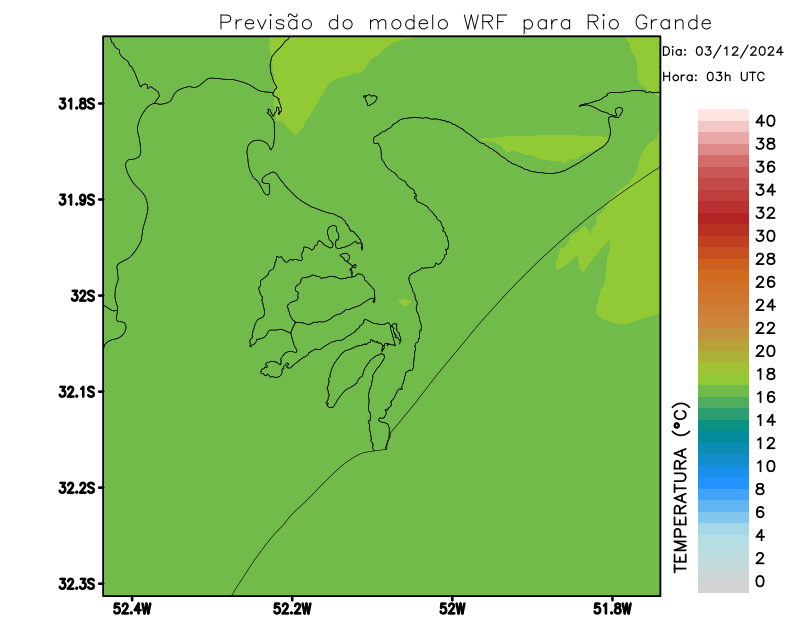 Previsão do modelo WRF para Rio Grande
Dia: 03/12/2024
Hora: 03h UTC
31.8S
31.9S
32S
32.1S
32.2S
32.3S
52.4W
52.2W
52W
51.8W
TEMPERATURA (°C)
40
38
36
34
32
30
28
26
24
22
20
18
16
14
12
10
8
6
4
2
0